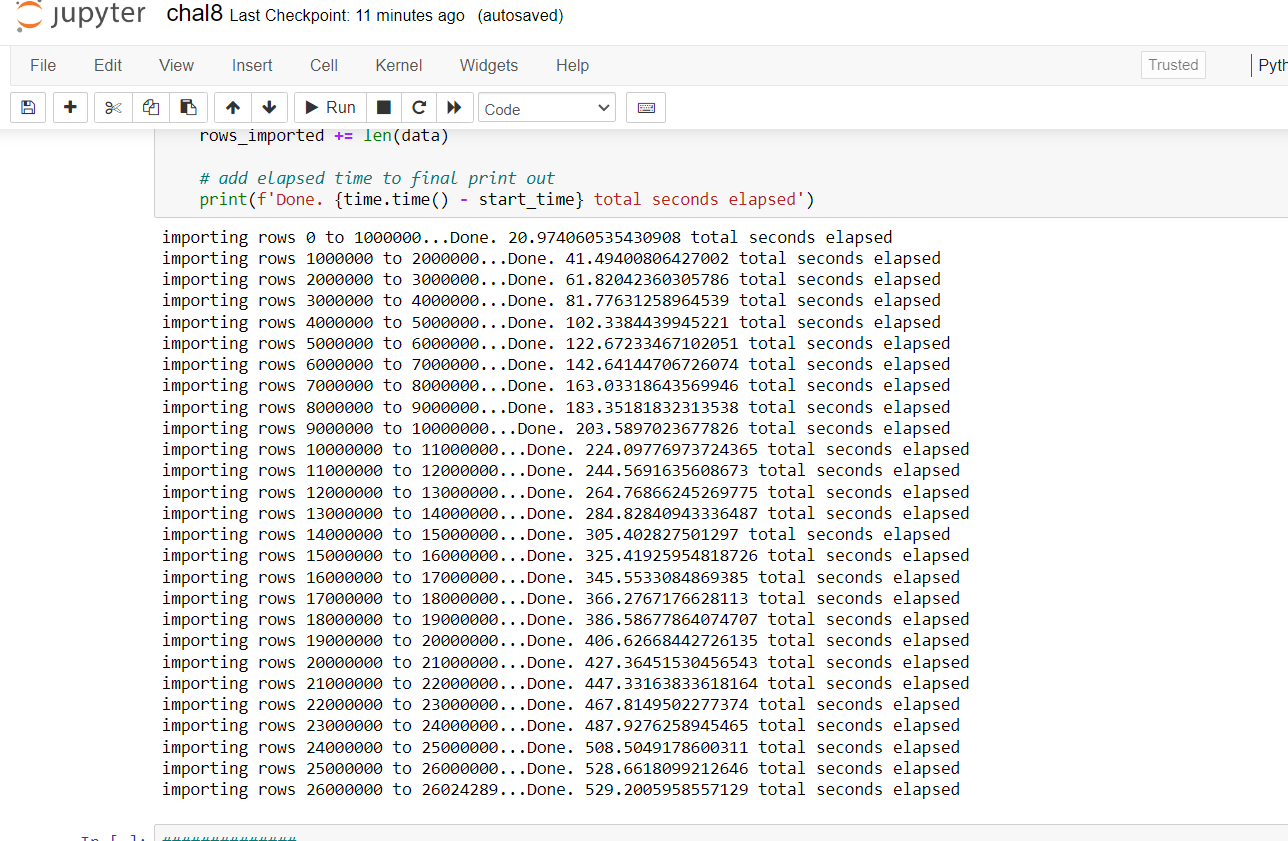 jupyter chal8 Last Checkpoint: 11 minutes ago (autosaved)
File Edit View Insert Cell Kernel Widgets Help Trusted
Run Code
rows_imported += len(data)
# add elapsed time to final print out
print(f'Done. {time.time() - start_time} total seconds elapsed')
importing rows 0 to 1000000...Done. 20.974060535430908 total seconds elapsed
importing rows 1000000 to 2000000...Done. 41.49400806427002 total seconds elapsed
importing rows 2000000 to 3000000...Done. 61.82042360305786 total seconds elapsed
importing rows 3000000 to 4000000...Done. 81.77631258964539 total seconds elapsed
importing rows 4000000 to 5000000...Done. 102.3384439945221 total seconds elapsed
importing rows 5000000 to 6000000...Done. 122.67233467102051 total seconds elapsed
importing rows 6000000 to 7000000...Done. 142.64144706726074 total seconds elapsed
importing rows 7000000 to 8000000...Done. 163.03318643569946 total seconds elapsed
importing rows 8000000 to 9000000...Done. 183.35181832313538 total seconds elapsed
importing rows 9000000 to 10000000...Done. 203.5897023677826 total seconds elapsed
importing rows 10000000 to 11000000...Done. 224.09776973724365 total seconds elapsed
importing rows 11000000 to 12000000...Done. 244.5691635608673 total seconds elapsed
importing rows 12000000 to 13000000...Done. 264.76866245269775 total seconds elapsed
importing rows 13000000 to 14000000...Done. 284.82840943336487 total seconds elapsed
importing rows 14000000 to 15000000...Done. 305.402827501297 total seconds elapsed
importing rows 15000000 to 16000000...Done. 325.41925954818726 total seconds elapsed
importing rows 16000000 to 17000000...Done. 345.5533084869385 total seconds elapsed
importing rows 17000000 to 18000000...Done. 366.2767176628113 total seconds elapsed
importing rows 18000000 to 19000000...Done. 386.58677864074707 total seconds elapsed
importing rows 19000000 to 20000000...Done. 406.62668442726135 total seconds elapsed
importing rows 20000000 to 21000000...Done. 427.36451530456543 total seconds elapsed
importing rows 21000000 to 22000000...Done. 447.33163833618164 total seconds elapsed
importing rows 22000000 to 23000000...Done. 467.8149502277374 total seconds elapsed
importing rows 23000000 to 24000000...Done. 487.9276258945465 total seconds elapsed
importing rows 24000000 to 25000000...Done. 508.5049178600311 total seconds elapsed
importing rows 25000000 to 26000000...Done. 528.6618099212646 total seconds elapsed
importing rows 26000000 to 26024289...Done. 529.2005958557129 total seconds elapsed